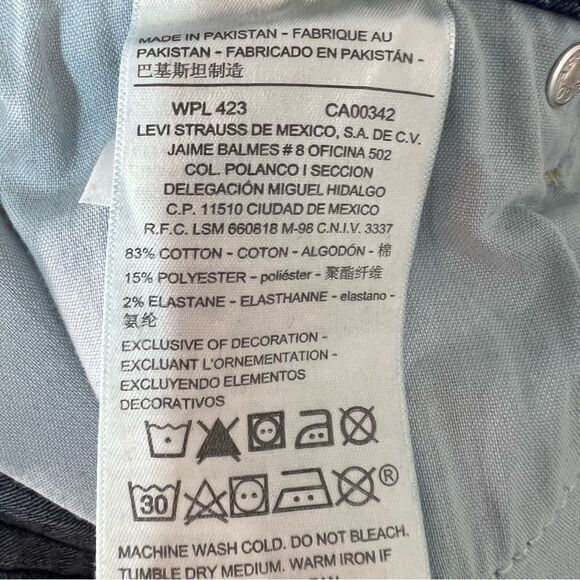 MADE IN PAKISTAN - FABRIQUE AU
PAKISTAN - FABRICADO EN PAKISTÁN -
巴基斯坦制造
WPL 423 CA00342
LEVI STRAUSS DE MEXICO, S.A. DE C.V.
JAIME BALMES # 8 OFICINA 502
COL. POLANCO I SECCION
DELEGACIÓN MIGUEL HIDALGO
C.P. 11510 CIUDAD DE MEXICO
R.F.C. LSM 660818 M-98 C.N.I.V. 3337
83% COTTON - COTON - ALGODÓN - 棉
15% POLYESTER - poliéster - 聚酯纤维
2% ELASTANE - ELASTHANNE - elastano -
氨纶
EXCLUSIVE OF DECORATION -
EXCLUANT L'ORNEMENTATION -
EXCLUYENDO ELEMENTOS
DECORATIVOS
30 ®
MACHINE WASH COLD. DO NOT BLEACH.
TUMBLE DRY MEDIUM. WARM IRON IF